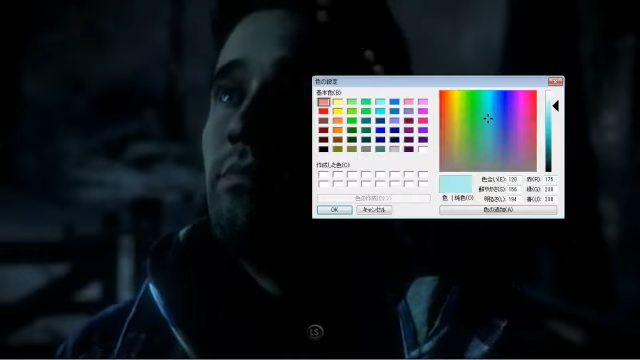 色の設定
基本色(B):
作成した色(C):
色の作成(D) >>
OK キャンセル
色 | 純色(O)
色合い(E): 120 赤(R): 175
鮮やかさ(S): 156 緑(G): 238
明るさ(L): 194 青(U): 238
色の追加(A)
LS